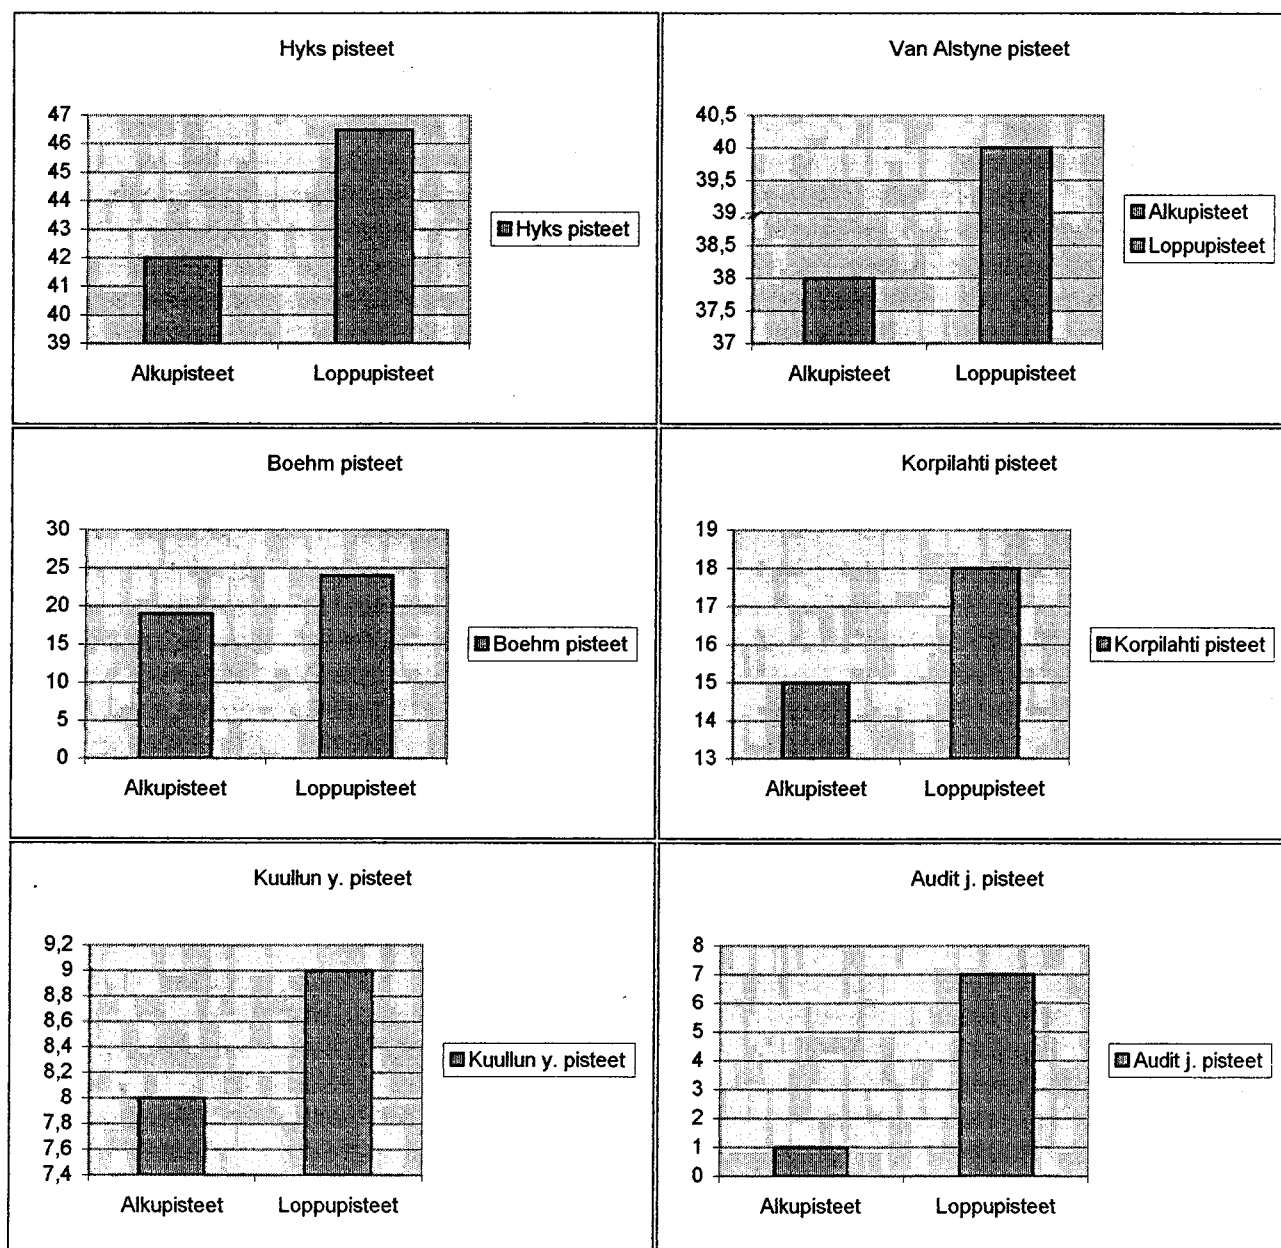 Hyks pisteet
47
46
45
44
43
42
41
40
39
Alkupisteet Loppupisteet
Hyks pisteet
Van Alstyne pisteet
40,5
40
39,5
39
38,5
38
37,5
37
Alkupisteet Loppupisteet
Alkupisteet
Loppupisteet
Boehm pisteet
30
25
20
15
10
5
0
Alkupisteet Loppupisteet
Boehm pisteet
Korpilahti pisteet
19
18
17
16
15
14
13
Alkupisteet Loppupisteet
Korpilahti pisteet
Kuullun y. pisteet
9,2
9
8,8
8,6
8,4
8,2
8
7,8
7,6
7,4
Alkupisteet Loppupisteet
Kuullun y. pisteet
Audit j. pisteet
8
7
6
5
4
3
2
1
0
Alkupisteet Loppupisteet
Audit j. pisteet